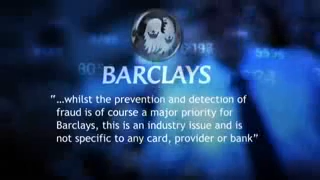 BARCLAYS
"...whilst the prevention and detection of
fraud is of course a major priority for
Barclays, this is an industry issue and is
not specific to any card, provider or bank"